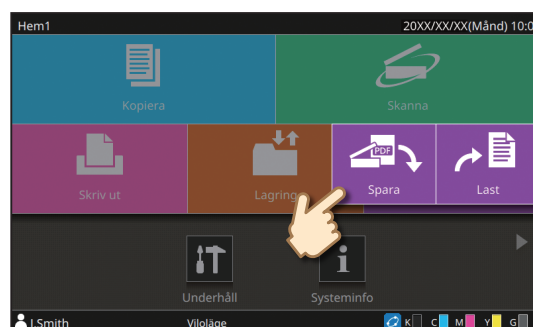 Hem1 20XX/XX/XX(Månd) 10:0
Kopiera
Skanna
PDF
Skriv ut
Lagring
Spara
Last
Underhåll
Systeminfo
J.Smith Viloläge K C M Y G